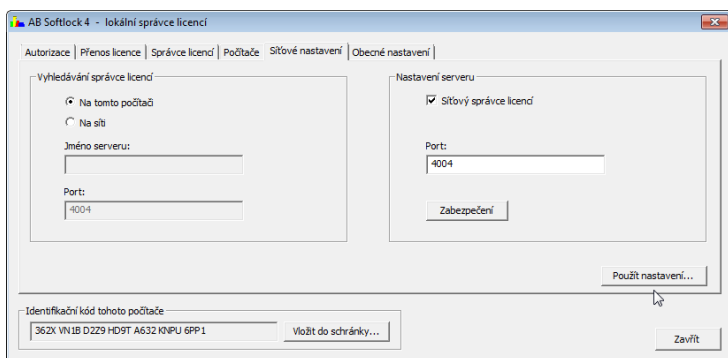 AB Softlock 4 - lokální správce licencí
Autorizace Přenos licence Správce licencí Počítače Síťové nastavení Obecné nastavení
Vyhledávání správce licencí
Na tomto počítači
Na síti
Jméno serveru:
Port:
4004
Nastavení serveru
Síťový správce licencí
Port:
4004
Zabezpečení
Použít nastavení...
Identifikační kód tohoto počítače
362X VN1B D2Z9 HD9T A632 KNPU 6PP1
Vložit do schránky...
Zavřít